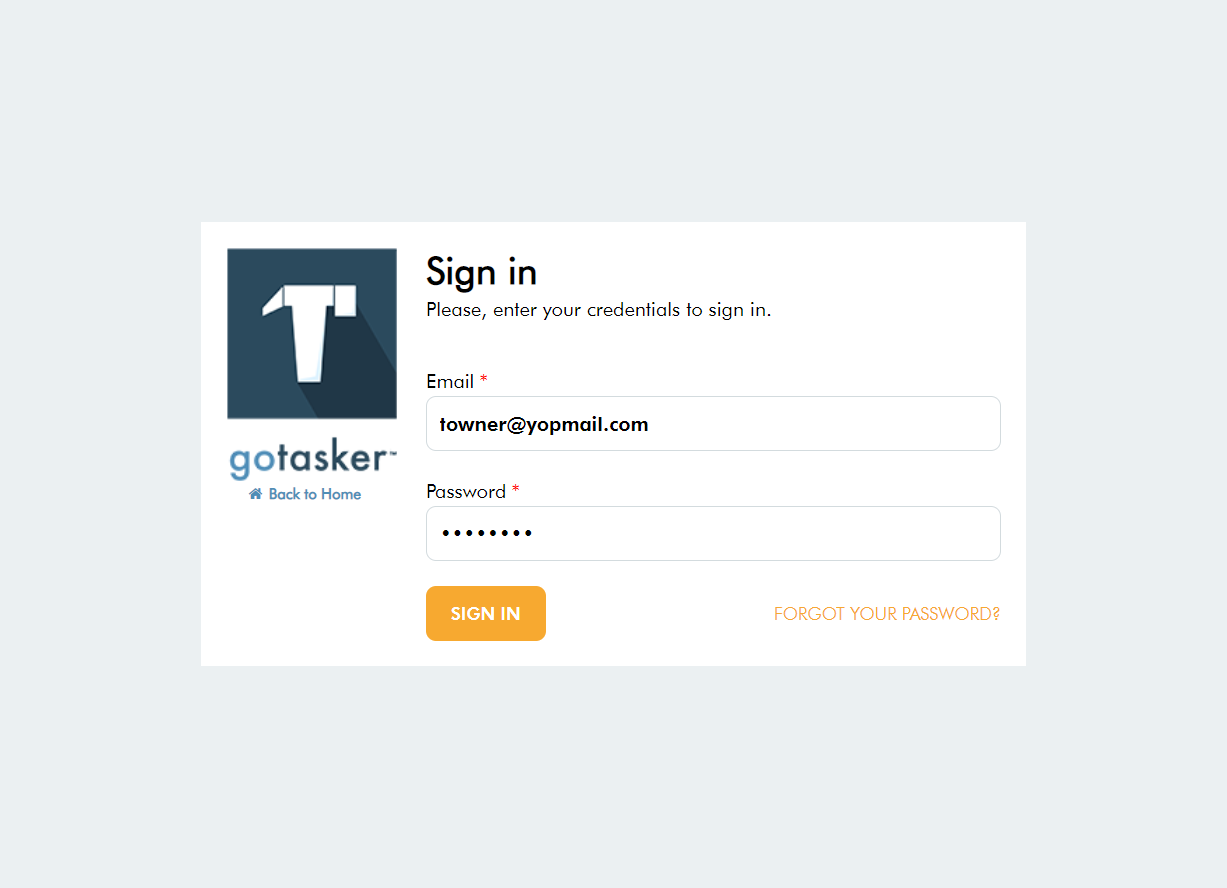 Sign in
Please, enter your credentials to sign in.
gotasker™
Back to Home
Email *
towner@yopmail.com
Password *
••••••••
SIGN IN
FORGOT YOUR PASSWORD?